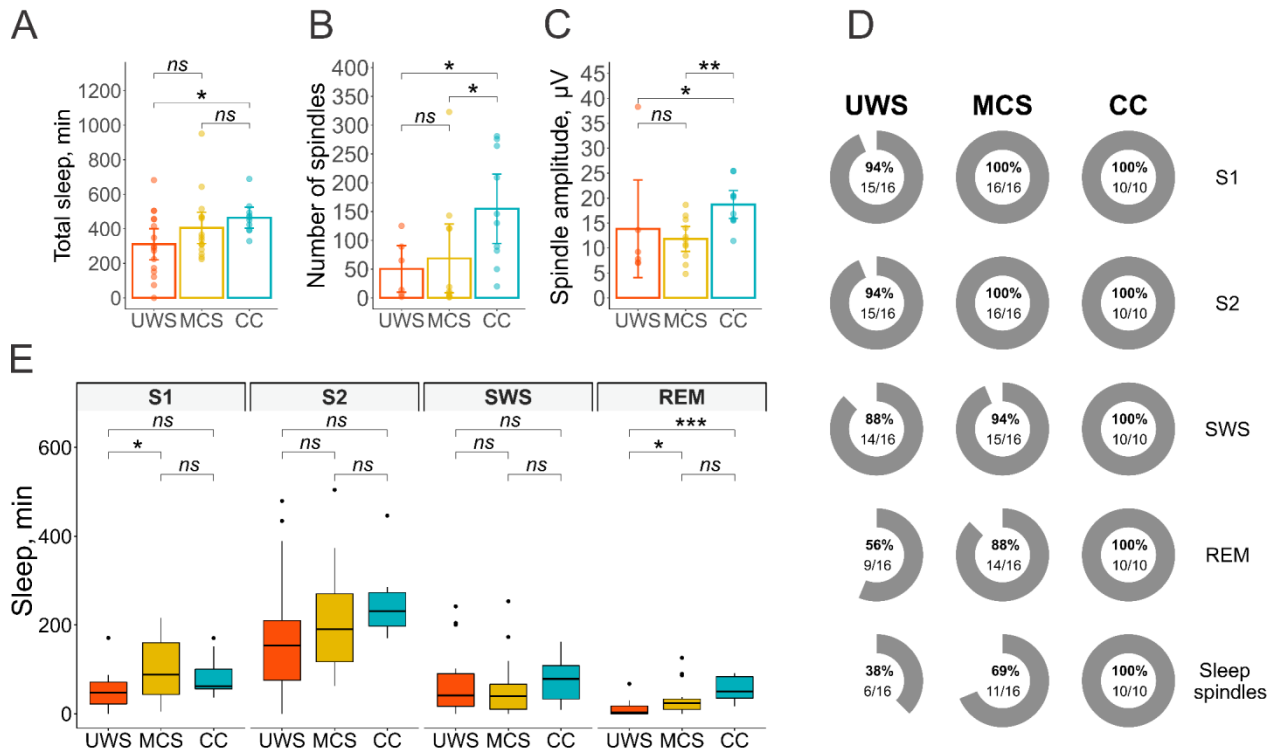 A
Total sleep, min
1200
1000
800
600
400
200
0
ns
*
ns
UWS MCS CC
B
Number of spindles
400
350
300
250
200
150
100
50
0
*
*
ns
UWS MCS CC
C
Spindle amplitude, μV
45
40
35
30
25
20
15
10
5
0
**
*
ns
UWS MCS CC
D
UWS MCS CC
94% 100% 100%
15/16 16/16 10/10
S1
94% 100% 100%
15/16 16/16 10/10
S2
88% 94% 100%
14/16 15/16 10/10
SWS
56% 88% 100%
9/16 14/16 10/10
REM
38% 69% 100%
6/16 11/16 10/10
Sleep
spindles
E
S1 S2 SWS REM
Sleep, min
600
400
200
0
ns ns ns ***
* ns ns *
ns ns ns ns
UWS MCS CC UWS MCS CC UWS MCS CC UWS MCS CC